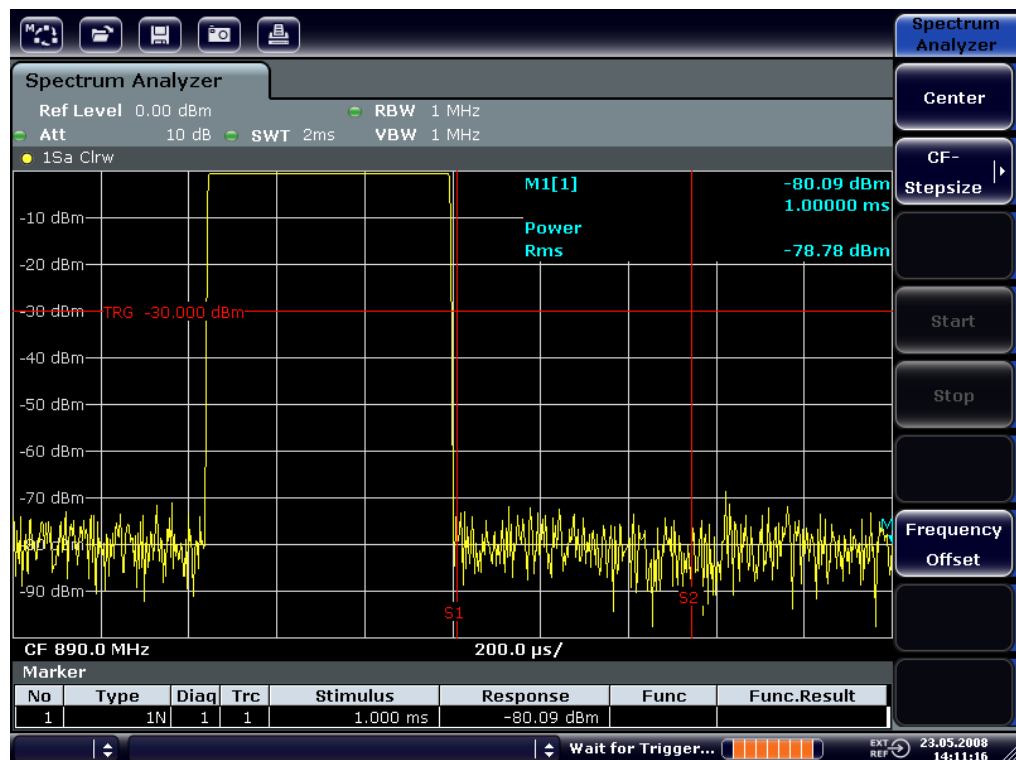 Spectrum Analyzer
Ref Level 0.00 dBm RBW 1 MHz
Att 10 dB SWT 2ms VBW 1 MHz
1Sa Clrw
M1[1] -80.09 dBm
1.00000 ms
Power
Rms -78.78 dBm
-10 dBm
-20 dBm
-30 dBm
TRG -30.000 dBm
-40 dBm
-50 dBm
-60 dBm
-70 dBm
-90 dBm
S1
S2
CF 890.0 MHz 200.0 µs/
Marker
No Type Diaq Trc Stimulus Response Func Func.Result
1 1N 1 1 1.000 ms -80.09 dBm
Wait for Trigger...
EXT REF
23.05.2008
14:11:16
Spectrum
Analyzer
Center
CF-
Stepsize
Start
Stop
Frequency
Offset